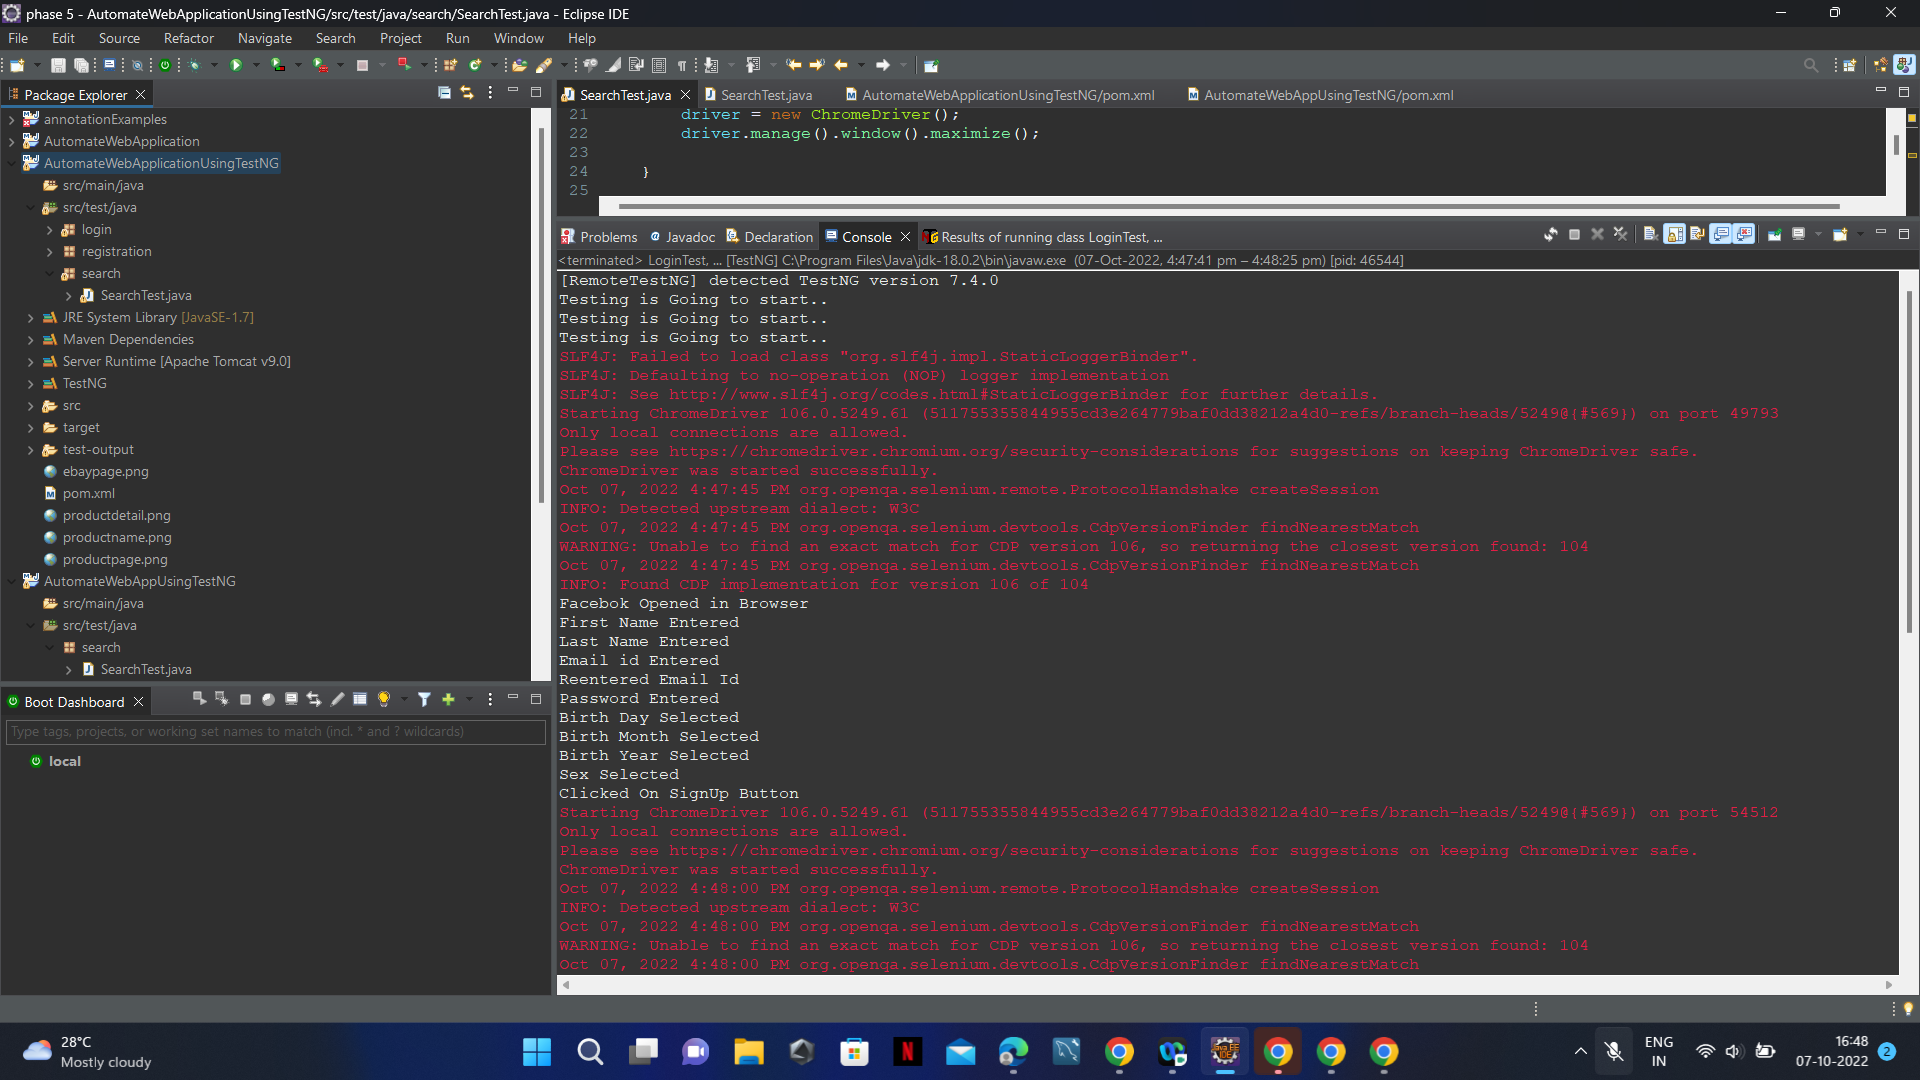 phase 5 - AutomateWebApplicationUsingTestNG/src/test/java/search/SearchTest.java - Eclipse IDE
File Edit Source Refactor Navigate Search Project Run Window Help
Package Explorer
annotationExamples
AutomateWebApplication
AutomateWebApplicationUsingTestNG
src/main/java
src/test/java
login
registration
search
SearchTest.java
JRE System Library [JavaSE-1.7]
Maven Dependencies
Server Runtime [Apache Tomcat v9.0]
TestNG
src
target
test-output
ebaypage.png
pom.xml
productdetail.png
productname.png
productpage.png
AutomateWebAppUsingTestNG
src/main/java
src/test/java
search
SearchTest.java
Boot Dashboard
Type tags, projects, or working set names to match (incl. * and ? wildcards)
local
SearchTest.java SearchTest.java AutomateWebApplicationUsingTestNG/pom.xml AutomateWebAppUsingTestNG/pom.xml
21 driver = new ChromeDriver();
22 driver.manage().window().maximize();
23
24 }
25
Problems Javadoc Declaration Console Results of running class LoginTest, ...
<terminated> LoginTest, ... [TestNG] C:\Program Files\Java\jdk-18.0.2\bin\javaw.exe (07-Oct-2022, 4:47:41 pm – 4:48:25 pm) [pid: 46544]
[RemoteTestNG] detected TestNG version 7.4.0
Testing is Going to start..
Testing is Going to start..
Testing is Going to start..
SLF4J: Failed to load class "org.slf4j.impl.StaticLoggerBinder".
SLF4J: Defaulting to no-operation (NOP) logger implementation
SLF4J: See http://www.slf4j.org/codes.html#StaticLoggerBinder for further details.
Starting ChromeDriver 106.0.5249.61 (511755355844955cd3e264779baf0dd38212a4d0-refs/branch-heads/5249@{#569}) on port 49793
Only local connections are allowed.
Please see https://chromedriver.chromium.org/security-considerations for suggestions on keeping ChromeDriver safe.
ChromeDriver was started successfully.
Oct 07, 2022 4:47:45 PM org.openqa.selenium.remote.ProtocolHandshake createSession
INFO: Detected upstream dialect: W3C
Oct 07, 2022 4:47:45 PM org.openqa.selenium.devtools.CdpVersionFinder findNearestMatch
WARNING: Unable to find an exact match for CDP version 106, so returning the closest version found: 104
Oct 07, 2022 4:47:45 PM org.openqa.selenium.devtools.CdpVersionFinder findNearestMatch
INFO: Found CDP implementation for version 106 of 104
Facebok Opened in Browser
First Name Entered
Last Name Entered
Email id Entered
Reentered Email Id
Password Entered
Birth Day Selected
Birth Month Selected
Birth Year Selected
Sex Selected
Clicked On SignUp Button
Starting ChromeDriver 106.0.5249.61 (511755355844955cd3e264779baf0dd38212a4d0-refs/branch-heads/5249@{#569}) on port 54512
Only local connections are allowed.
Please see https://chromedriver.chromium.org/security-considerations for suggestions on keeping ChromeDriver safe.
ChromeDriver was started successfully.
Oct 07, 2022 4:48:00 PM org.openqa.selenium.remote.ProtocolHandshake createSession
INFO: Detected upstream dialect: W3C
Oct 07, 2022 4:48:00 PM org.openqa.selenium.devtools.CdpVersionFinder findNearestMatch
WARNING: Unable to find an exact match for CDP version 106, so returning the closest version found: 104
Oct 07, 2022 4:48:00 PM org.openqa.selenium.devtools.CdpVersionFinder findNearestMatch
28°C
Mostly cloudy
ENG
IN
16:48
07-10-2022
2